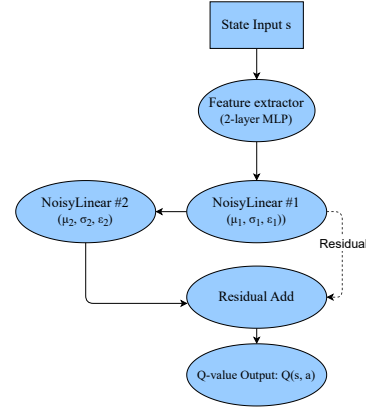 State Input s
Feature extractor
(2-layer MLP)
NoisyLinear #2
(μ₂, σ₂, ε₂)
NoisyLinear #1
(μ₁, σ₁, ε₁))
Residual
Residual Add
Q-value Output: Q(s, a)